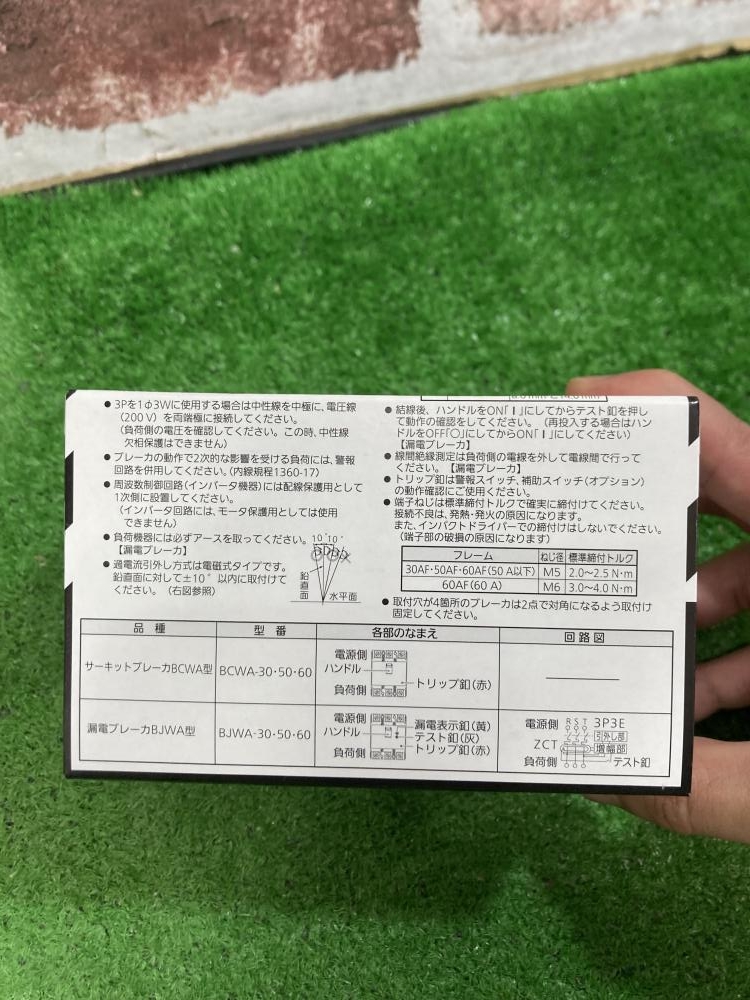 ● 3Pを1φ3Wに使用する場合は中性線を中極に、電圧線
(200 V) を両端極に接続してください。
(負荷側の電圧を確認してください。この時、中性線
欠相保護はできません)
● ブレーカの動作で2次的な影響を受ける負荷には、警報
回路を併用してください。(内線規程1360-17)
● 周波数制御回路(インバータ機器)には配線保護用として
1次側に設置してください。
(インバータ回路には、モータ保護用としては使用
できません)
●負荷機器には必ずアースを取ってください。
【漏電ブレーカ】
● 過電流引外し方式は電磁式タイプです。
鉛直面に対して±10°以内に取付けて
ください。(右図参照)
10°10°
鉛直面
水平面
● 結線後、ハンドルをON「I」にしてからテスト釦を押し
て動作の確認をしてください。(再投入する場合はハン
ドルをOFF「○」にしてからON「I」にしてください)
【漏電ブレーカ】
● 線間絶縁測定は負荷側の電線を外して電線間で行って
ください。【漏電ブレーカ】
● トリップ釦は警報スイッチ、補助スイッチ(オプション)
の動作確認にご使用ください。
● 端子ねじは標準締付トルクで確実に締付けてください。
接続不良は、発熱・発火の原因になります。
また、インパクトドライバーでの締付けはしないでください。
(端子部の破損の原因になります)
フレーム ねじ径 標準締付トルク
30AF・50AF・60AF(50 A以下) M5 2.0～2.5 N・m
60AF(60 A) M6 3.0～4.0 N・m
● 取付穴が4箇所のブレーカは2点で対角になるよう取付け
固定してください。
品種 型番 各部のなまえ 回路図
サーキットブレーカBCWA型 BCWA-30・50・60
電源側
ハンドル
負荷側
トリップ釦(赤)
漏電ブレーカBJWA型 BJWA-30・50・60
電源側
ハンドル
負荷側
漏電表示釦(黄)
テスト釦(灰)
トリップ釦(赤)
電源側 R S T 3P3E
引外し部
ZCT 増幅部
負荷側 テスト釦